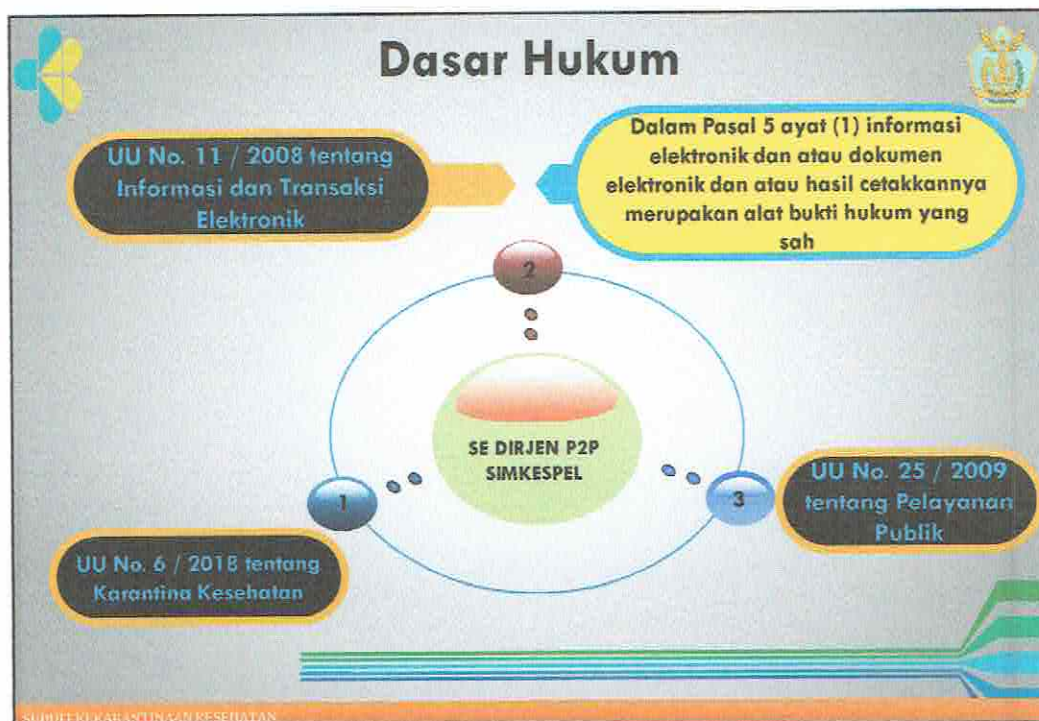 Dasar Hukum
UU No. 11 / 2008 tentang
Informasi dan Transaksi
Elektronik
Dalam Pasal 5 ayat (1) informasi
elektronik dan atau dokumen
elektronik dan atau hasil cetakkannya
merupakan alat bukti hukum yang
sah
2
SE DIRJEN P2P
SIMKESPEL
1
3
UU No. 25 / 2009
tentang Pelayanan
Publik
UU No. 6 / 2018 tentang
Karantina Kesehatan
KEKARANTINAAN KESEHATAN